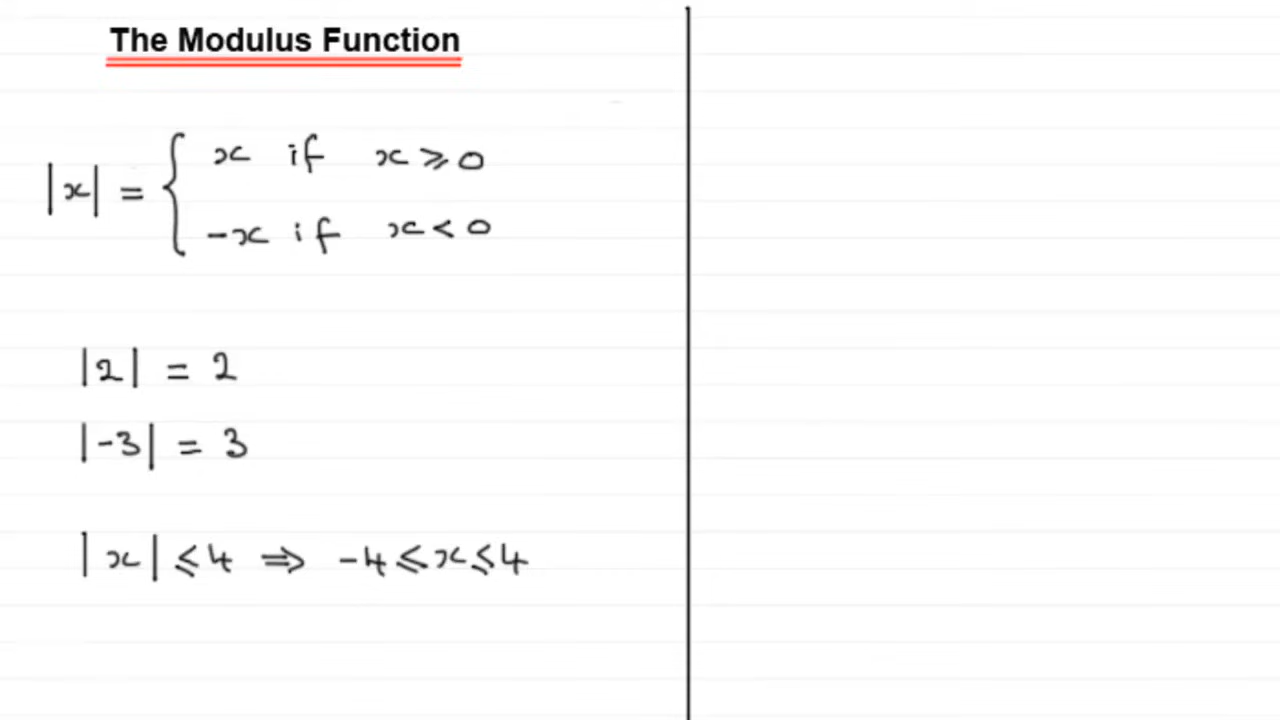 The Modulus Function
|x| = { x if x ⩾ 0
-x if x < 0
|2| = 2
|-3| = 3
|x| ⩽ 4 ⇒ -4 ⩽ x ⩽ 4